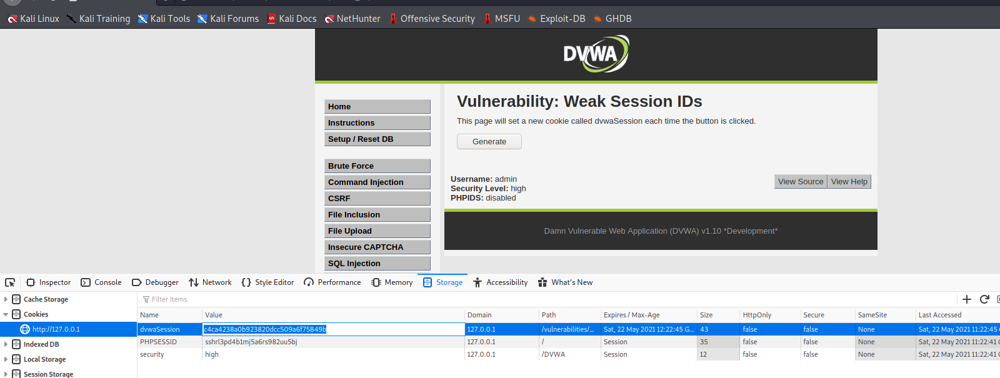 Kali Linux Kali Training Kali Tools Kali Forums Kali Docs NetHunter Offensive Security MSFU Exploit-DB GHDB
DVWA
Home
Instructions
Setup / Reset DB
Brute Force
Command Injection
CSRF
File Inclusion
File Upload
Insecure CAPTCHA
SQL Injection
Vulnerability: Weak Session IDs
This page will set a new cookie called dvwaSession each time the button is clicked.
Generate
Username: admin
Security Level: high
PHPIDS: disabled
View Source View Help
Damn Vulnerable Web Application (DVWA) v1.10 *Development*
Inspector Console Debugger Network Style Editor Performance Memory Storage Accessibility What's New
Cache Storage
Cookies
http://127.0.0.1
Indexed DB
Local Storage
Session Storage
Filter Items
Name Value Domain Path Expires / Max-Age Size HttpOnly Secure SameSite Last Accessed
dvwaSession c4ca4238a0b923820dcc509a6f75849b 127.0.0.1 /vulnerabilities/... Sat, 22 May 2021 12:22:45 G... 43 false false None Sat, 22 May 2021 11:22:45
PHPSESSID sshrl3pd4b1mj5a6rs982uu5bj 127.0.0.1 / Session 35 false false None Sat, 22 May 2021 11:22:41
security high 127.0.0.1 /DVWA Session 12 false false None Sat, 22 May 2021 11:22:41